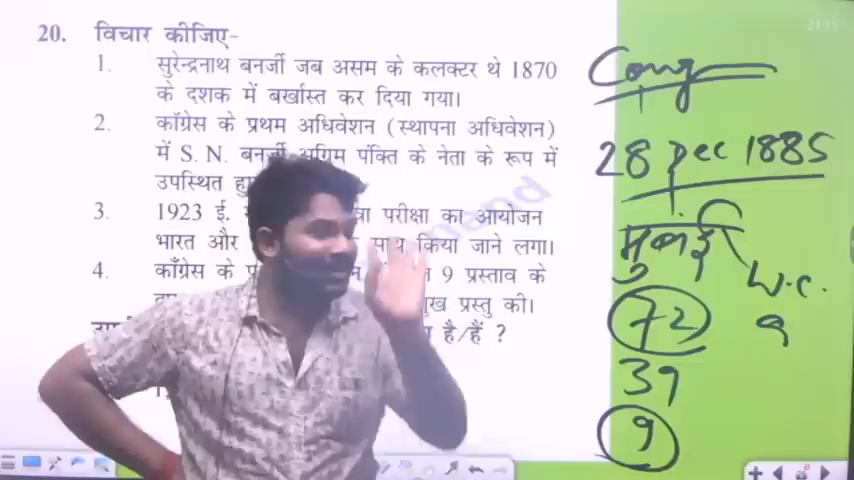 20. विचार कीजिए-
1. सुरेन्द्रनाथ बनर्जी जब असम के कलक्टर थे 1870
के दशक में बर्खास्त कर दिया गया।
2. कॉंग्रेस के प्रथम अधिवेशन (स्थापना अधिवेशन)
में S.N. बनर्जी अग्रिम पंक्ति के नेता के रूप में
उपस्थित
3. 1923 ई. परीक्षा का आयोजन
भारत और साथ किया जाने लगा।
4. कॉंग्रेस के 9 प्रस्ताव के
प्रस्तु की।
है/हैं ?
Cong
28 Dec 1885
मुंबई
W.C.
72
39
9